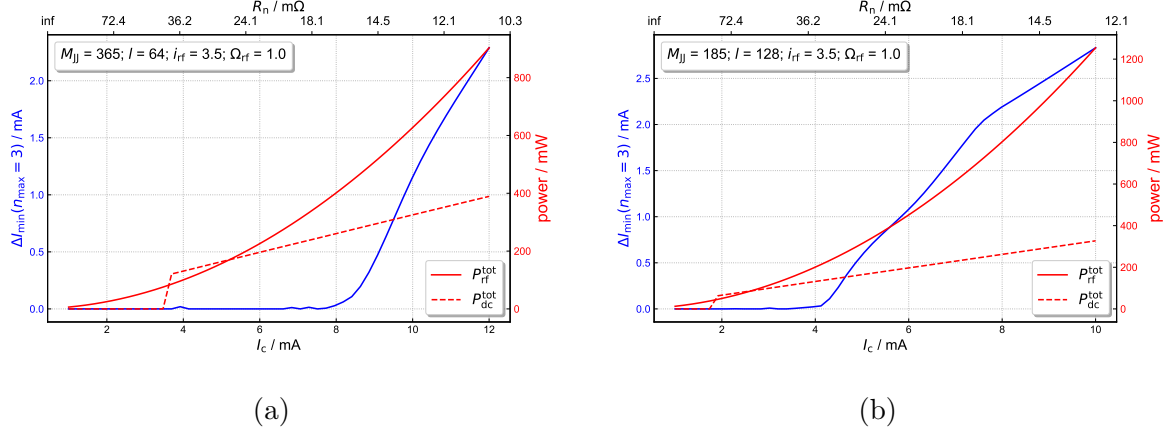 R_n / mΩ
inf 72.4 36.2 24.1 18.1 14.5 12.1 10.3
M_JJ = 365; l = 64; i_rf = 3.5; Ω_rf = 1.0
ΔI_min(n_max = 3) / mA
2.0
1.5
1.0
0.5
0.0
power / mW
800
600
400
200
0
P_rf^tot
P_dc^tot
2 4 6 8 10 12
I_c / mA
(a)
R_n / mΩ
inf 72.4 36.2 24.1 18.1 14.5 12.1
M_JJ = 185; l = 128; i_rf = 3.5; Ω_rf = 1.0
ΔI_min(n_max = 3) / mA
2.5
2.0
1.5
1.0
0.5
0.0
power / mW
1200
1000
800
600
400
200
0
P_rf^tot
P_dc^tot
2 4 6 8 10
I_c / mA
(b)